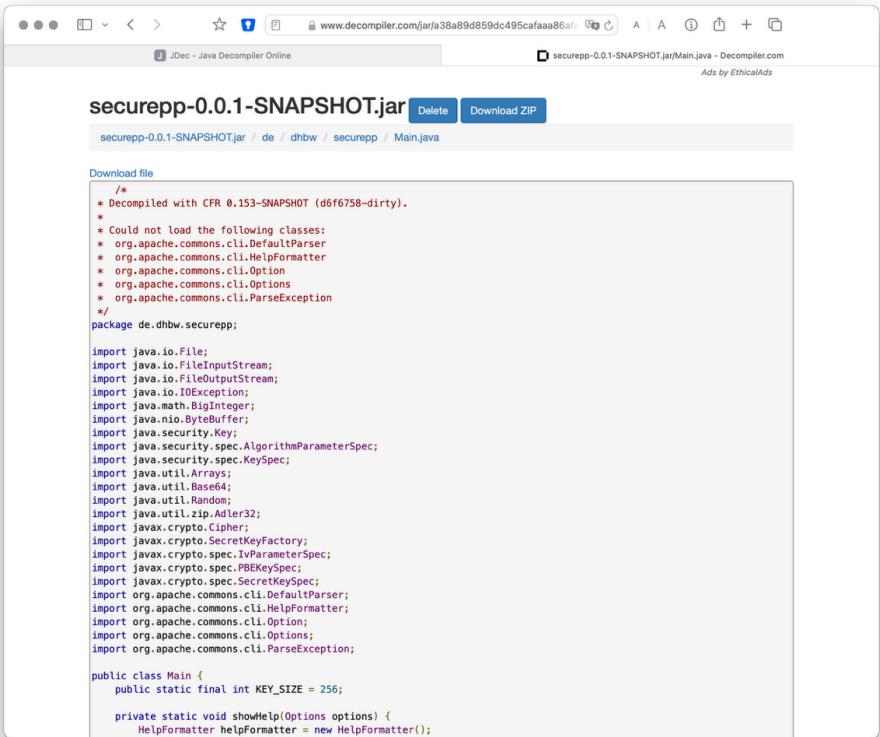 www.decompiler.com/jar/a38a89d859dc495cafaaa86af
A A
J JDec - Java Decompiler Online
securepp-0.0.1-SNAPSHOT.jar/Main.java - Decompiler.com
Ads by EthicalAds
securepp-0.0.1-SNAPSHOT.jar Delete Download ZIP
securepp-0.0.1-SNAPSHOT.jar / de / dhbw / securepp / Main.java
Download file
/*
* Decompiled with CFR 0.153-SNAPSHOT (d6f6758-dirty).
*
* Could not load the following classes:
*  org.apache.commons.cli.DefaultParser
*  org.apache.commons.cli.HelpFormatter
*  org.apache.commons.cli.Option
*  org.apache.commons.cli.Options
*  org.apache.commons.cli.ParseException
*/
package de.dhbw.securepp;
import java.io.File;
import java.io.FileInputStream;
import java.io.FileOutputStream;
import java.io.IOException;
import java.math.BigInteger;
import java.nio.ByteBuffer;
import java.security.Key;
import java.security.spec.AlgorithmParameterSpec;
import java.security.spec.KeySpec;
import java.util.Arrays;
import java.util.Base64;
import java.util.Random;
import java.util.zip.Adler32;
import javax.crypto.Cipher;
import javax.crypto.SecretKeyFactory;
import javax.crypto.spec.IvParameterSpec;
import javax.crypto.spec.PBEKeySpec;
import javax.crypto.spec.SecretKeySpec;
import org.apache.commons.cli.DefaultParser;
import org.apache.commons.cli.HelpFormatter;
import org.apache.commons.cli.Option;
import org.apache.commons.cli.Options;
import org.apache.commons.cli.ParseException;
public class Main {
public static final int KEY_SIZE = 256;
private static void showHelp(Options options) {
HelpFormatter helpFormatter = new HelpFormatter();